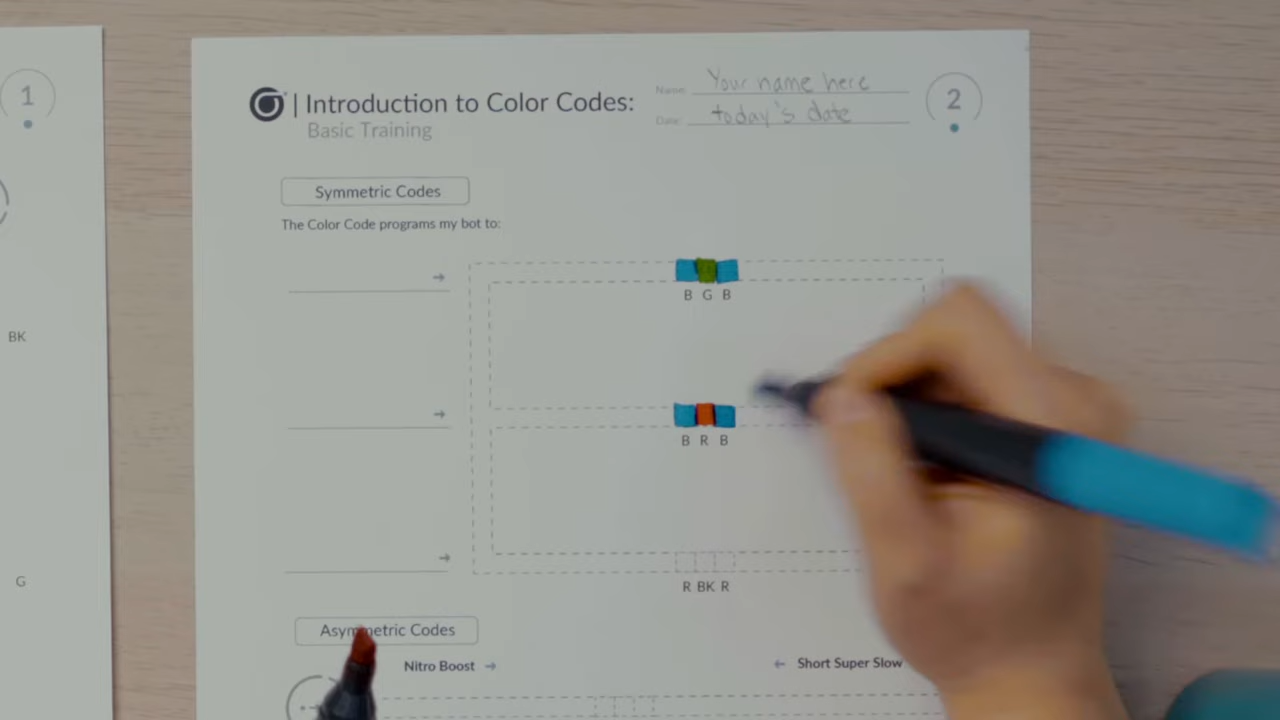 1
BK
G
Introduction to Color Codes:
Basic Training
Name: Your name here
Date: today's date
2
Symmetric Codes
The Color Code programs my bot to:
B G B
B R B
R BK R
Asymmetric Codes
Nitro Boost
Short Super Slow